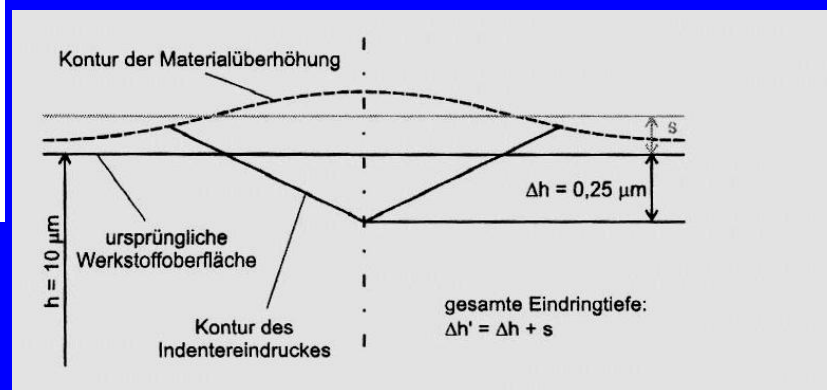 Kontur der Materialüberhöhung
s
Δh = 0,25 μm
ursprüngliche
Werkstoffoberfläche
h = 10 μm
Kontur des
Indentereindruckes
gesamte Eindringtiefe:
Δh' = Δh + s